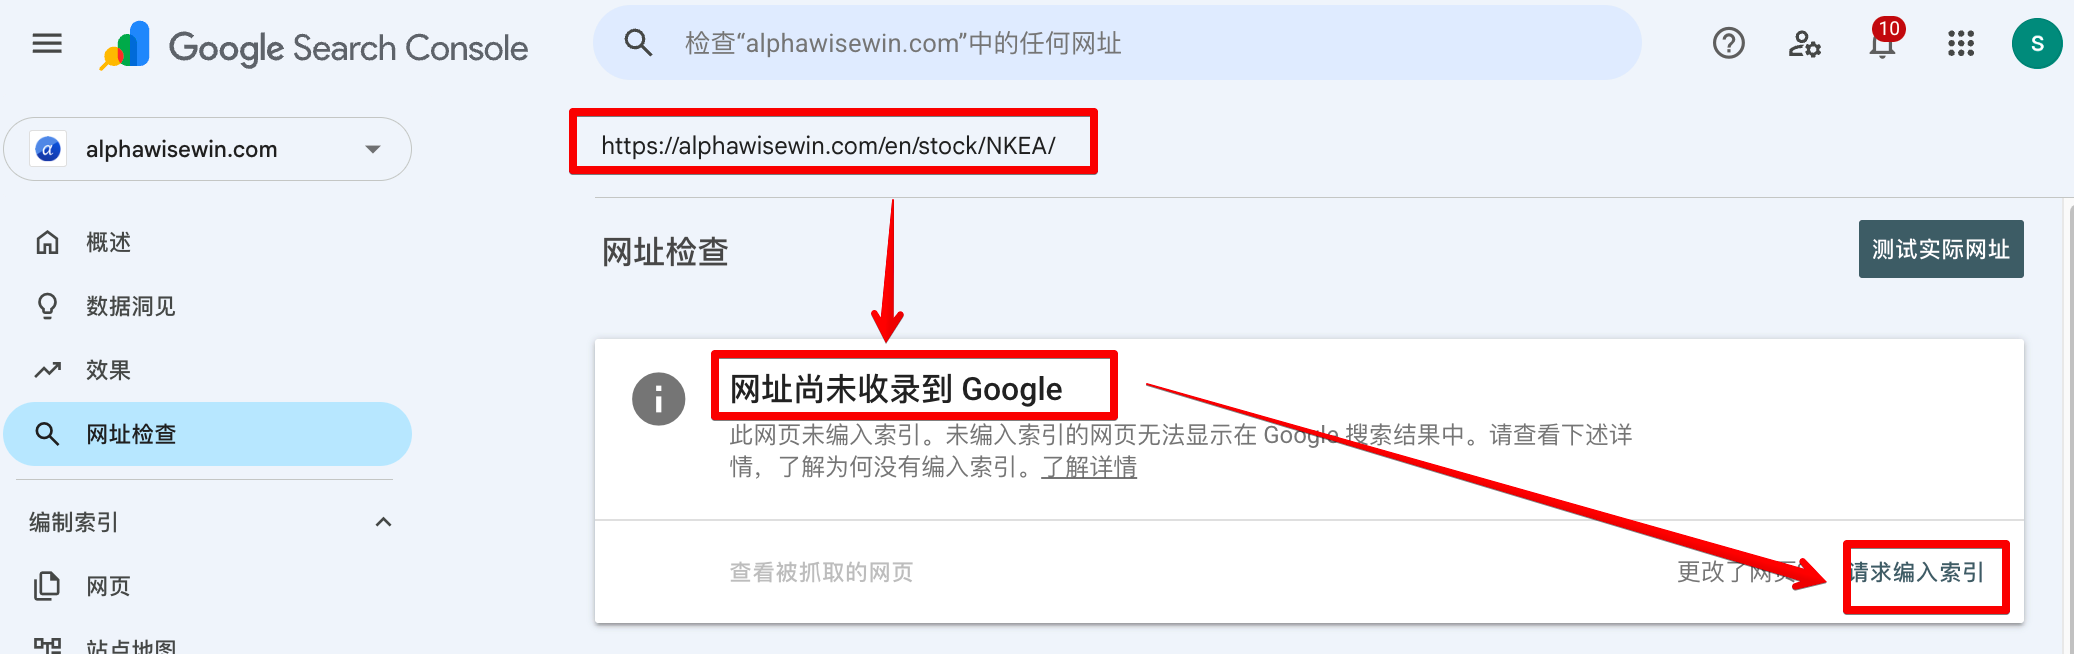 Google Search Console
检查“alphawisewin.com”中的任何网址
10
S
α
alphawisewin.com
https://alphawisewin.com/en/stock/NKEA/
概述
数据洞见
效果
网址检查
编制索引
网页
站点地图
网址检查
测试实际网址
网址尚未收录到 Google
此网页未编入索引。未编入索引的网页无法显示在 Google 搜索结果中。请查看下述详
情，了解为何没有编入索引。了解详情
查看被抓取的网页
更改了网页
请求编入索引